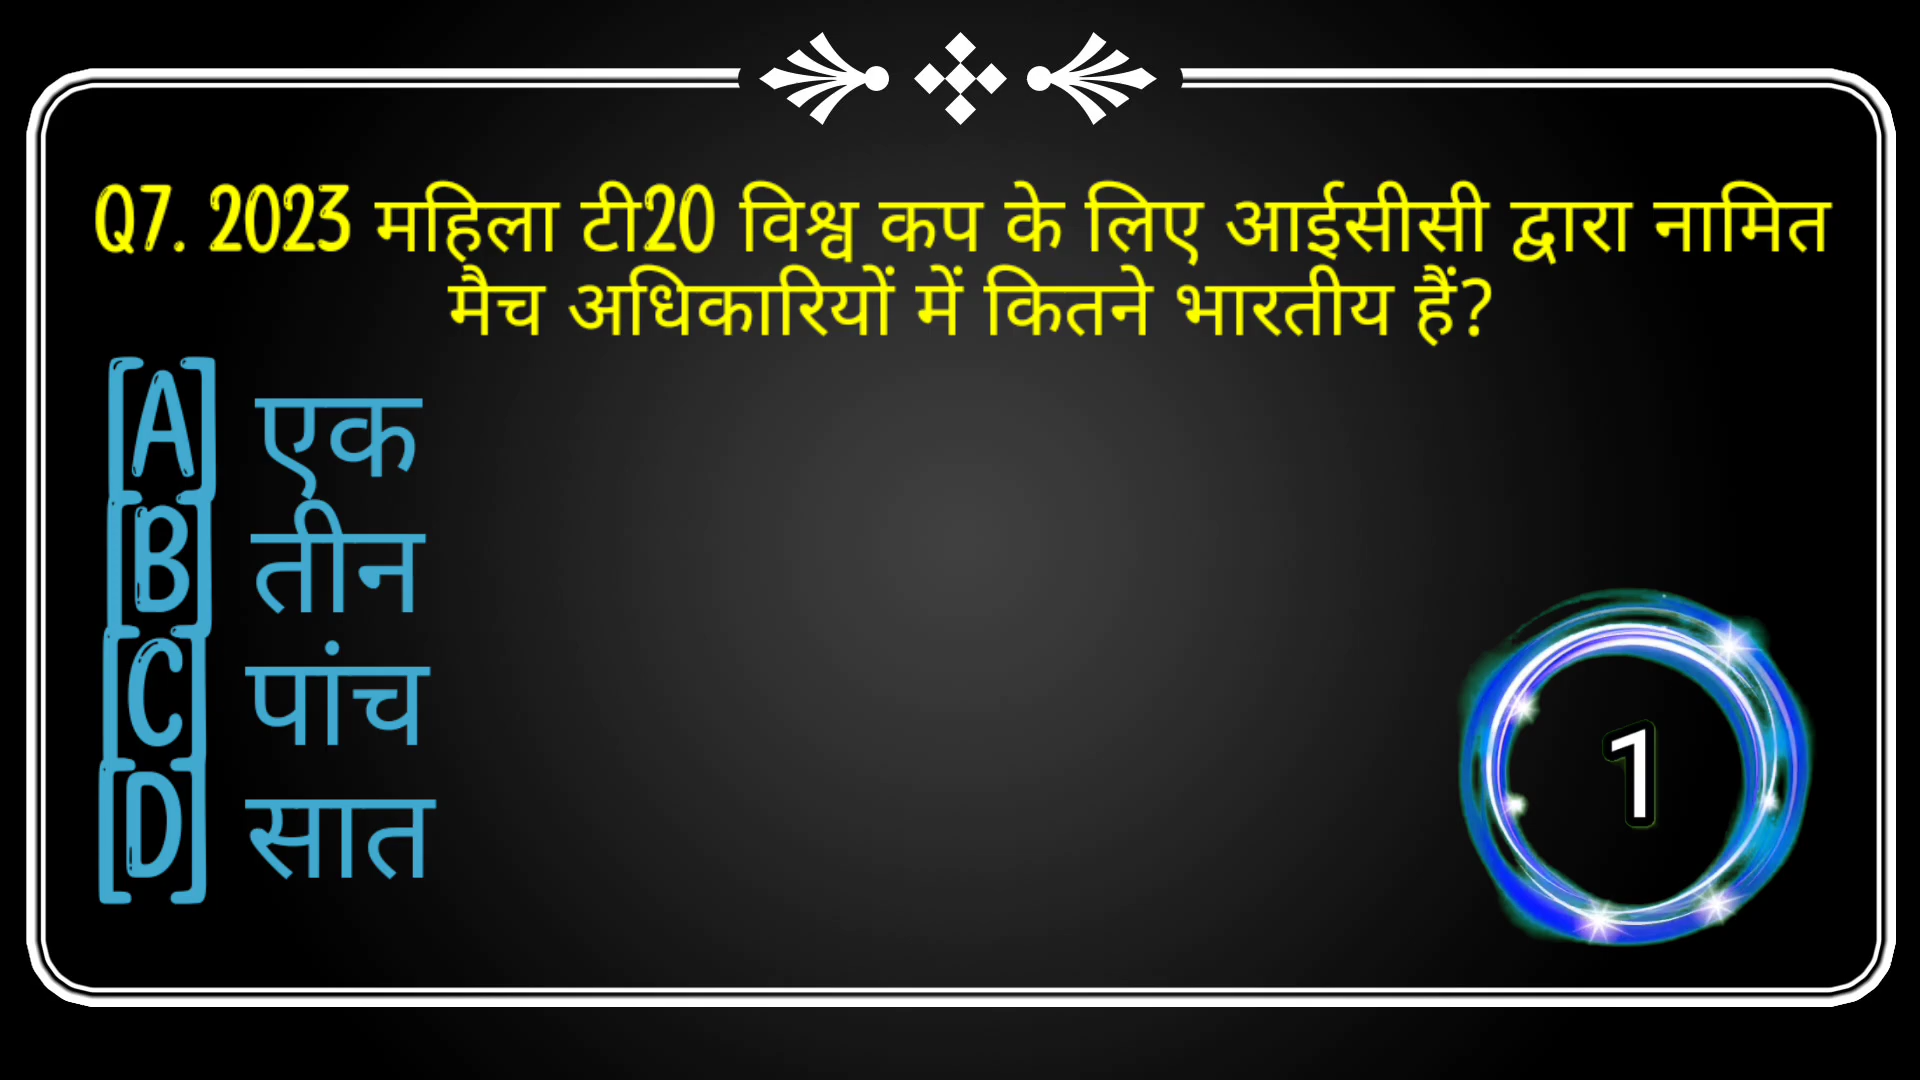 Q7. 2023 महिला टी20 विश्व कप के लिए आईसीसी द्वारा नामित
मैच अधिकारियों में कितने भारतीय हैं?
[A] एक
[B] तीन
[C] पांच
[D] सात
1